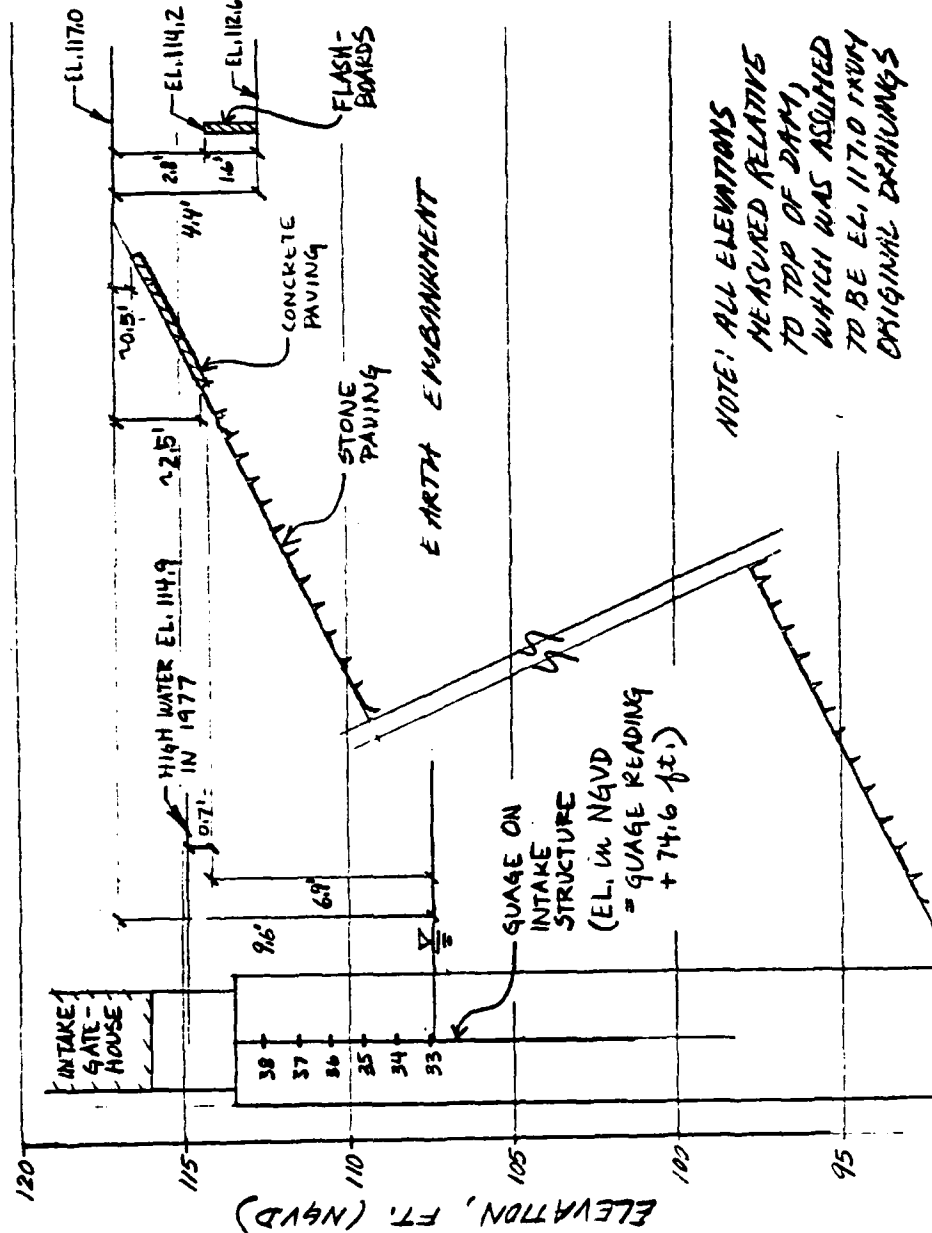 EL.117.0
EL.114.2
EL.112.6
FLASH-
BOARDS
2.8'
1.6'
4.4'
~0.5'
~2.5'
CONCRETE
PAVING
STONE
PAVING
EARTH EMBANKMENT
HIGH WATER EL.114.9
IN 1977
0.7'
6.9'
9.6'
INTAKE
GATE-
HOUSE
38
37
36
35
34
33
GUAGE ON
INTAKE
STRUCTURE
(EL. in NGVD
= GUAGE READING
+ 74.6 ft.)
NOTE: ALL ELEVATIONS
MEASURED RELATIVE
TO TOP OF DAM,
WHICH WAS ASSUMED
TO BE EL. 117.0 FROM
ORIGINAL DRAWINGS
120
115
110
105
100
95
ELEVATION, FT. (NGVD)